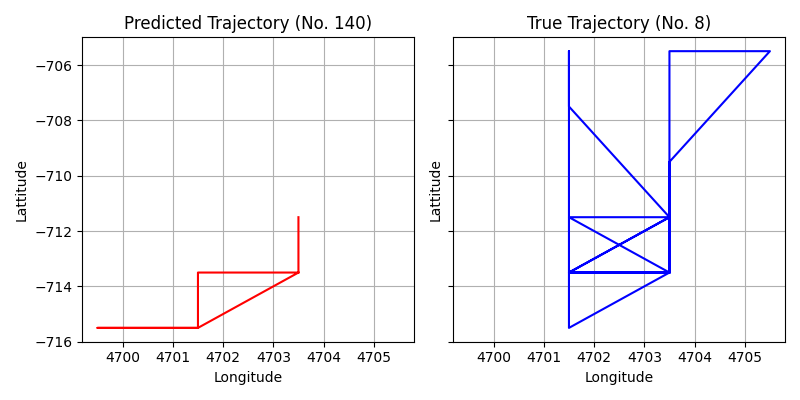 Predicted Trajectory (No. 140)
True Trajectory (No. 8)
−706
−708
−710
−712
−714
−716
Lattitude
Lattitude
4700 4701 4702 4703 4704 4705
4700 4701 4702 4703 4704 4705
Longitude
Longitude